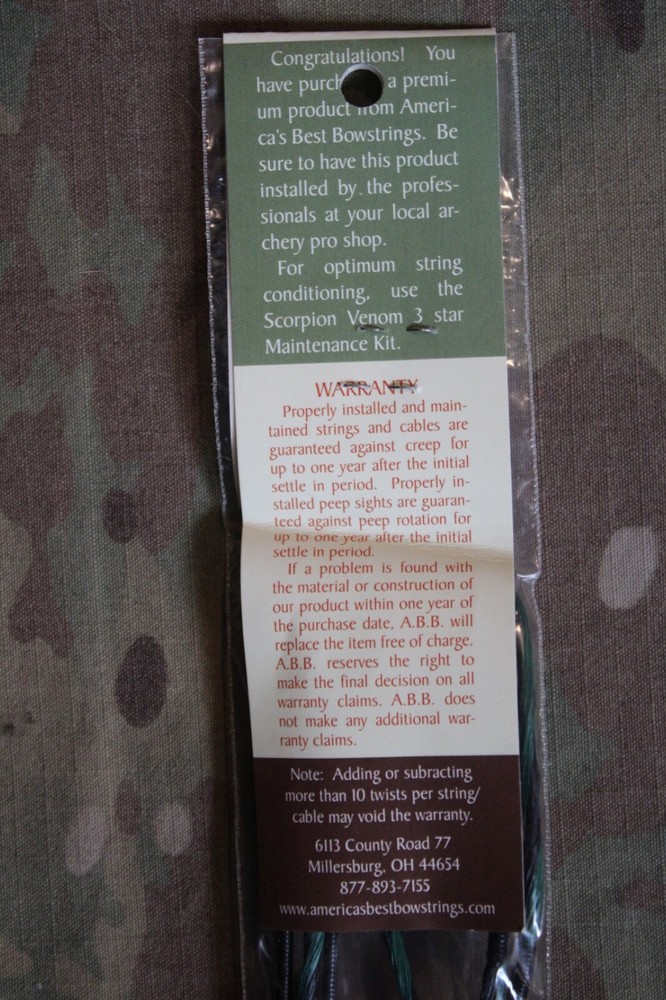 Congratulations! You
have purch a premi-
um product from Ameri-
ca's Best Bowstrings. Be
sure to have this product
installed by the profes-
sionals at your local ar-
chery pro shop.
For optimum string
conditioning, use the
Scorpion Venom 3 star
Maintenance Kit.
WARRANTY
Properly installed and main-
tained strings and cables are
guaranteed against creep for
up to one year after the initial
settle in period. Properly in-
stalled peep sights are guaran-
teed against peep rotation for
up to one year after the initial
settle in period.
If a problem is found with
the material or construction of
our product within one year of
the purchase date, A.B.B. will
replace the item free of charge.
A.B.B. reserves the right to
make the final decision on all
warranty claims. A.B.B. does
not make any additional war-
ranty claims.
Note: Adding or subracting
more than 10 twists per string/
cable may void the warranty.
6113 County Road 77
Millersburg, OH 44654
877-893-7155
www.americasbestbowstrings.com